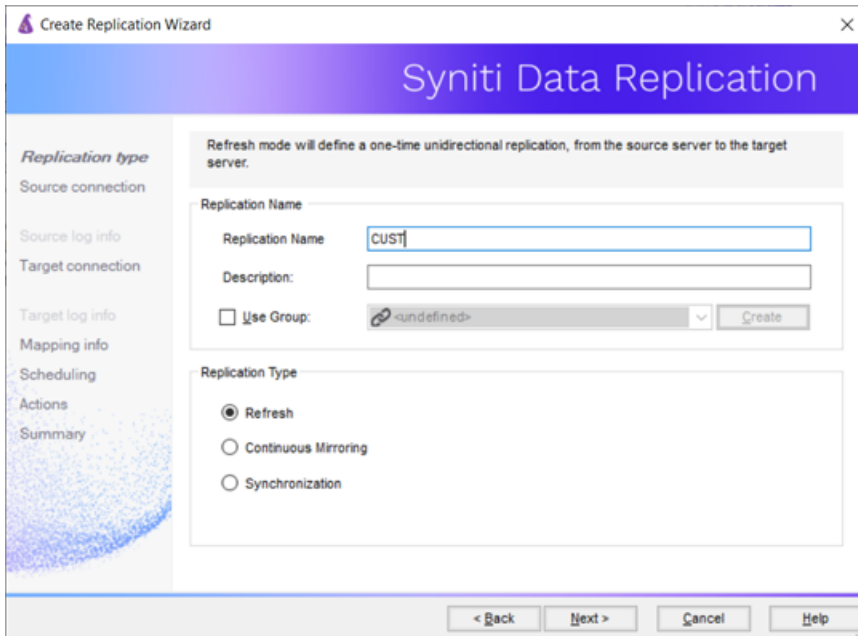 Create Replication Wizard
Syniti Data Replication
Replication type
Source connection
Source log info
Target connection
Target log info
Mapping info
Scheduling
Actions
Summary
Refresh mode will define a one-time unidirectional replication, from the source server to the target
server.
Replication Name
Replication Name
CUST
Description:
Use Group:
<undefined>
Create
Replication Type
Refresh
Continuous Mirroring
Synchronization
< Back
Next >
Cancel
Help